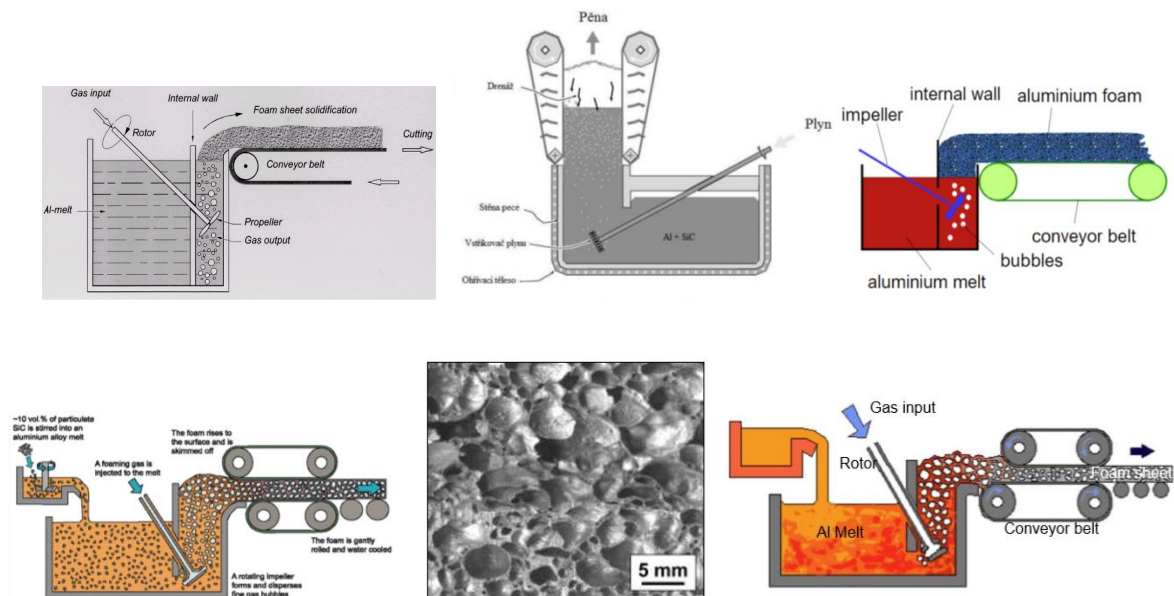 Gas input
Rotor
Internal wall
Foam sheet solidification
Cutting
Conveyor belt
Al-melt
Propeller
Gas output
Pěna
Drenáž
Plyn
Stěna pece
Vstřikovač plynu
Al + SiC
Ohřívací těleso
internal wall
impeller
aluminium foam
conveyor belt
bubbles
aluminium melt
~10 vol.% of particulate
SiC is stirred into an
aluminium alloy melt
A foaming gas is
injected to the melt
The foam rises to
the surface and is
skimmed off
The foam is gently
rolled and water cooled
A rotating impeller
forms and disperses
fine gas bubbles
5 mm
Gas input
Rotor
Foam sheet
Al Melt
Conveyor belt